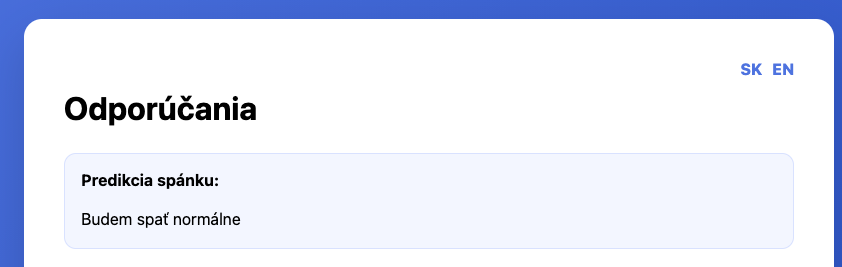 SK EN
Odporúčania
Predikcia spánku:
Budem spať normálne